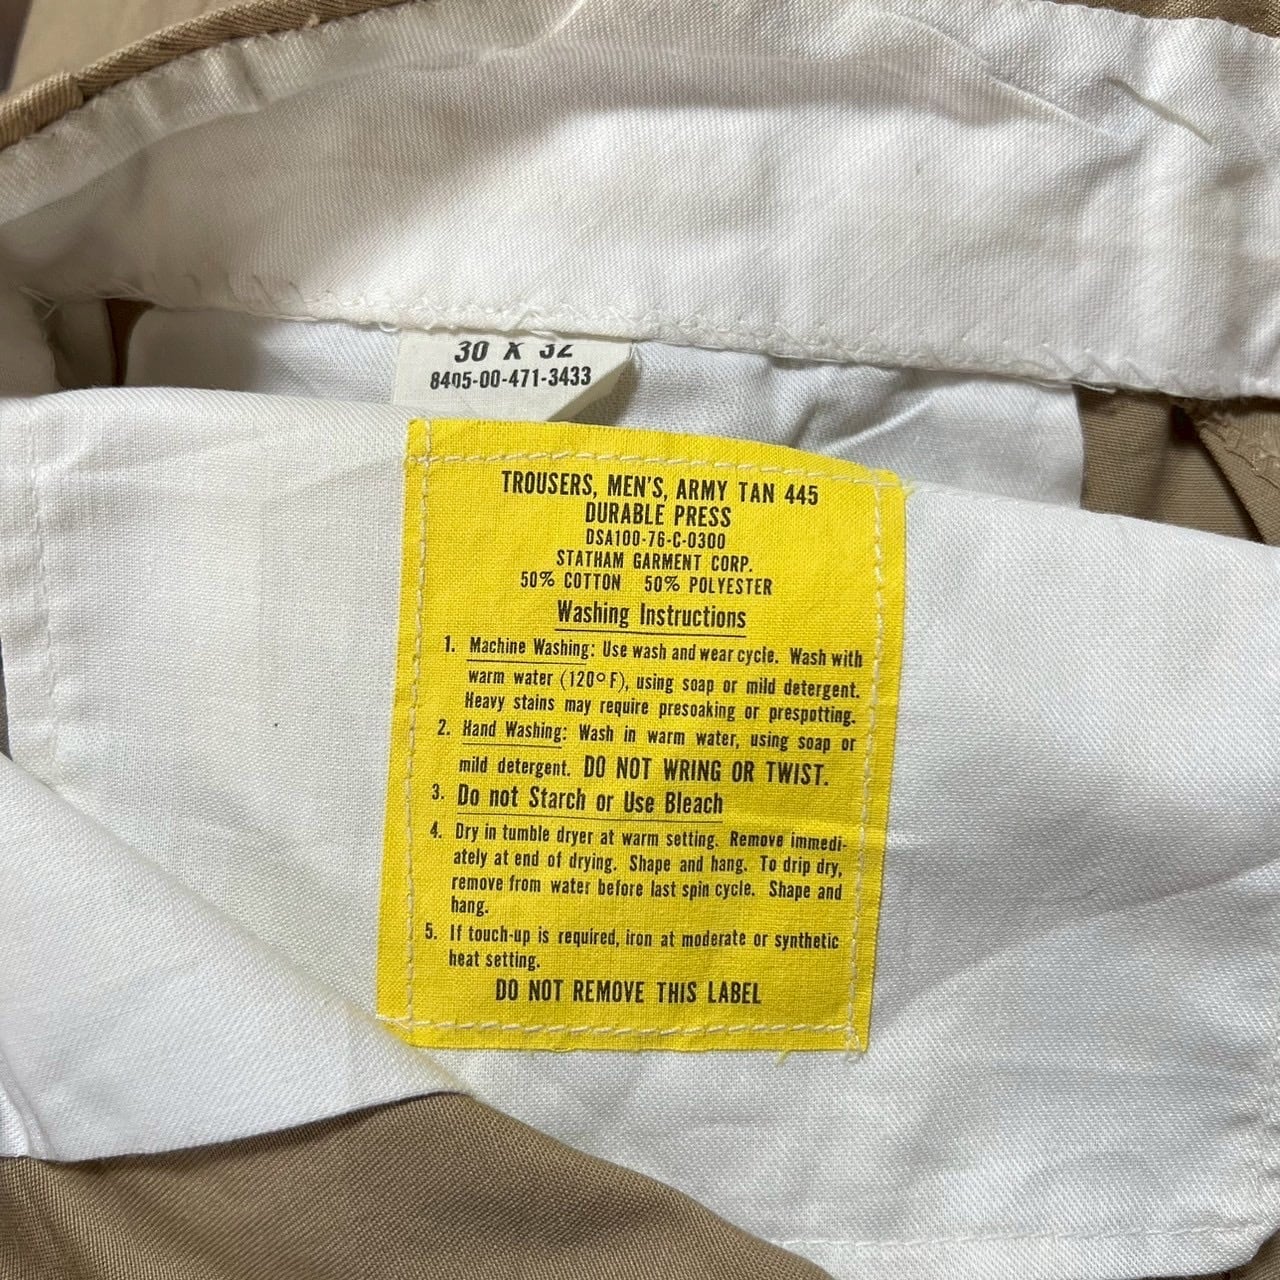 30 X 32
8405-00-471-3433
TROUSERS, MEN'S, ARMY TAN 445
DURABLE PRESS
DSA100-76-C-0300
STATHAM GARMENT CORP.
50% COTTON 50% POLYESTER
Washing Instructions
1. Machine Washing: Use wash and wear cycle. Wash with
warm water (120°F), using soap or mild detergent.
Heavy stains may require presoaking or prespotting.
2. Hand Washing: Wash in warm water, using soap or
mild detergent. DO NOT WRING OR TWIST.
3. Do not Starch or Use Bleach
4. Dry in tumble dryer at warm setting. Remove immedi-
ately at end of drying. Shape and hang. To drip dry,
remove from water before last spin cycle. Shape and
hang.
5. If touch-up is required, iron at moderate or synthetic
heat setting.
DO NOT REMOVE THIS LABEL